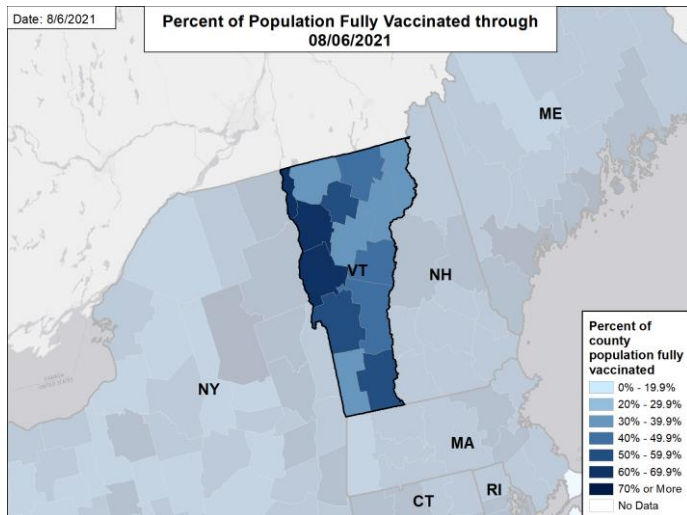 Date: 8/6/2021
Percent of Population Fully Vaccinated through
08/06/2021
ME
VT
NH
NY
MA
CT
RI
Percent of
county
population fully
vaccinated
0% - 19.9%
20% - 29.9%
30% - 39.9%
40% - 49.9%
50% - 59.9%
60% - 69.9%
70% or More
No Data